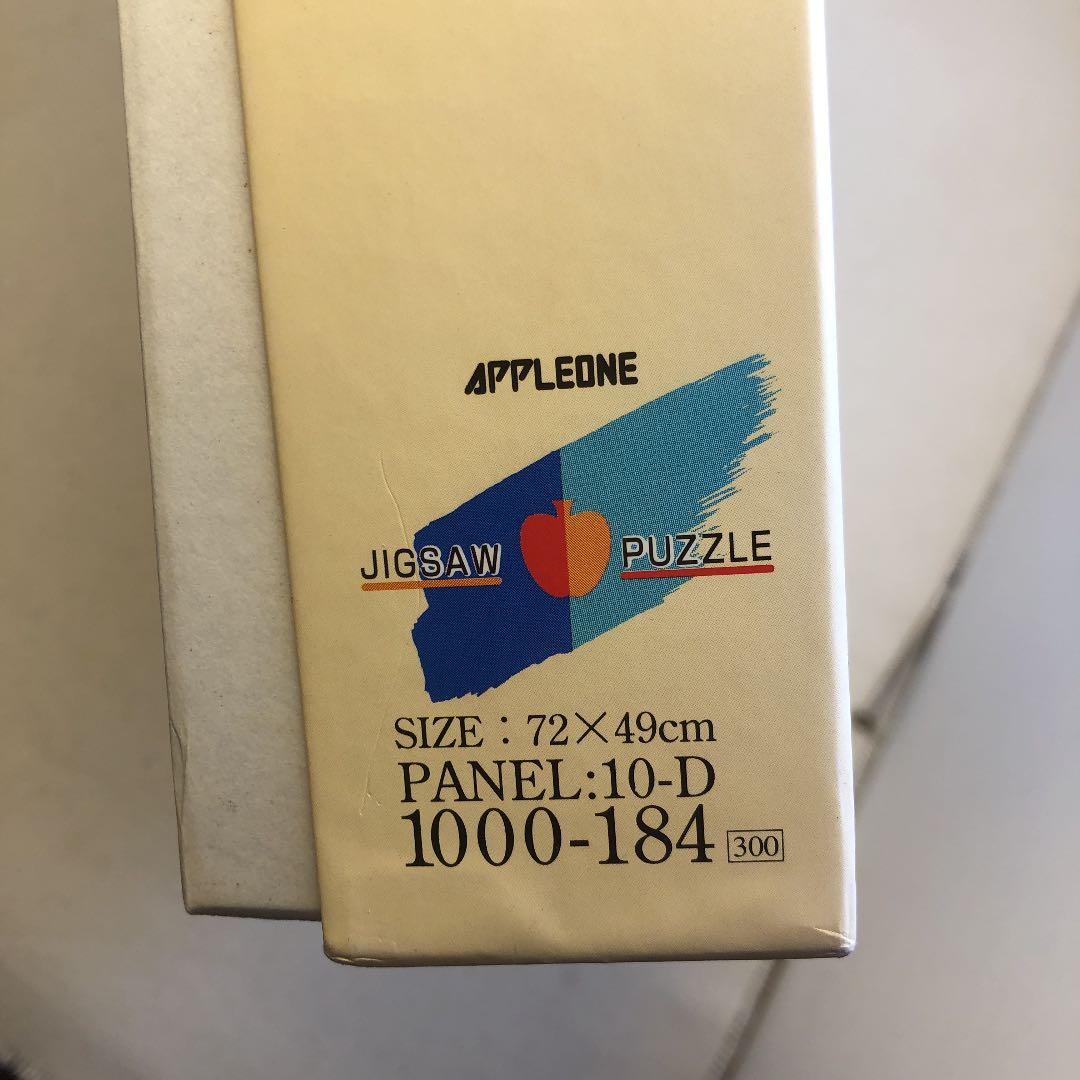 APPLEONE
JIGSAW PUZZLE
SIZE : 72×49cm
PANEL:10-D
1000-184 300